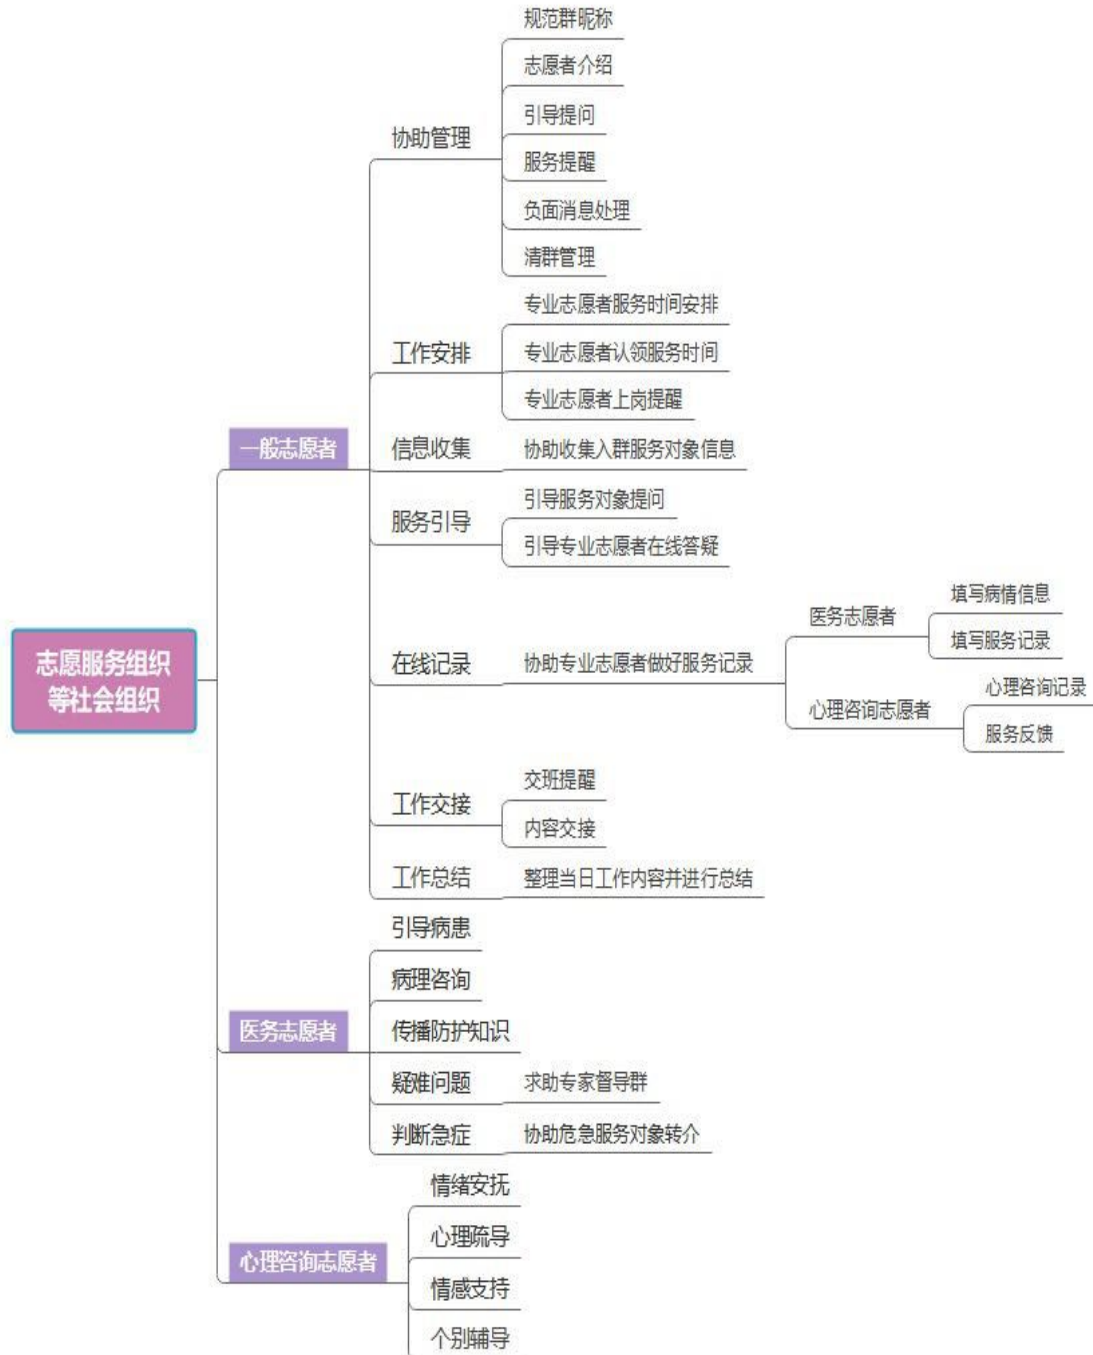 规范群昵称
志愿者介绍
引导提问
协助管理
服务提醒
负面消息处理
清群管理
专业志愿者服务时间安排
工作安排
专业志愿者认领服务时间
专业志愿者上岗提醒
一般志愿者
信息收集
协助收集入群服务对象信息
服务引导
引导服务对象提问
引导专业志愿者在线答疑
志愿服务组织
等社会组织
在线记录
协助专业志愿者做好服务记录
医务志愿者
填写病情信息
填写服务记录
心理咨询志愿者
心理咨询记录
服务反馈
工作交接
交班提醒
内容交接
工作总结
整理当日工作内容并进行总结
引导病患
病理咨询
医务志愿者
传播防护知识
疑难问题
求助专家督导群
判断急症
协助危急服务对象转介
情绪安抚
心理疏导
心理咨询志愿者
情感支持
个别辅导